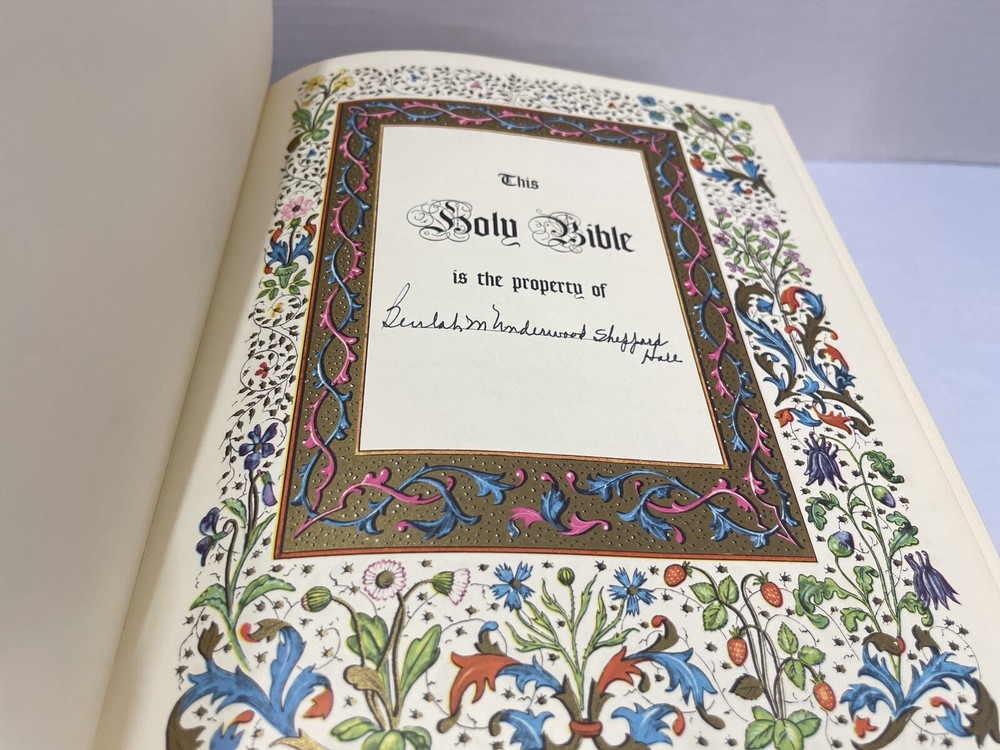 This
Holy Bible
is the property of
Beulah M Underwood Sheppard
Hall